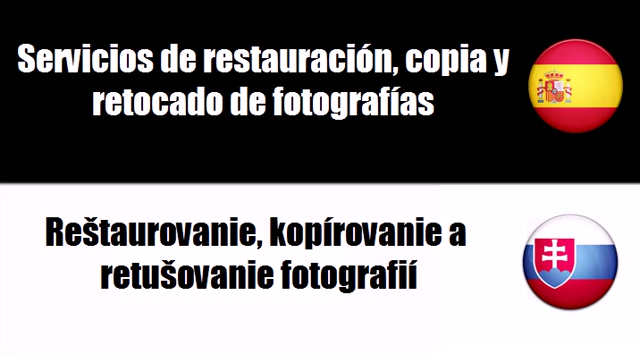 Servicios de restauración, copia y
retocado de fotografías
Reštaurovanie, kopírovanie a
retušovanie fotografií